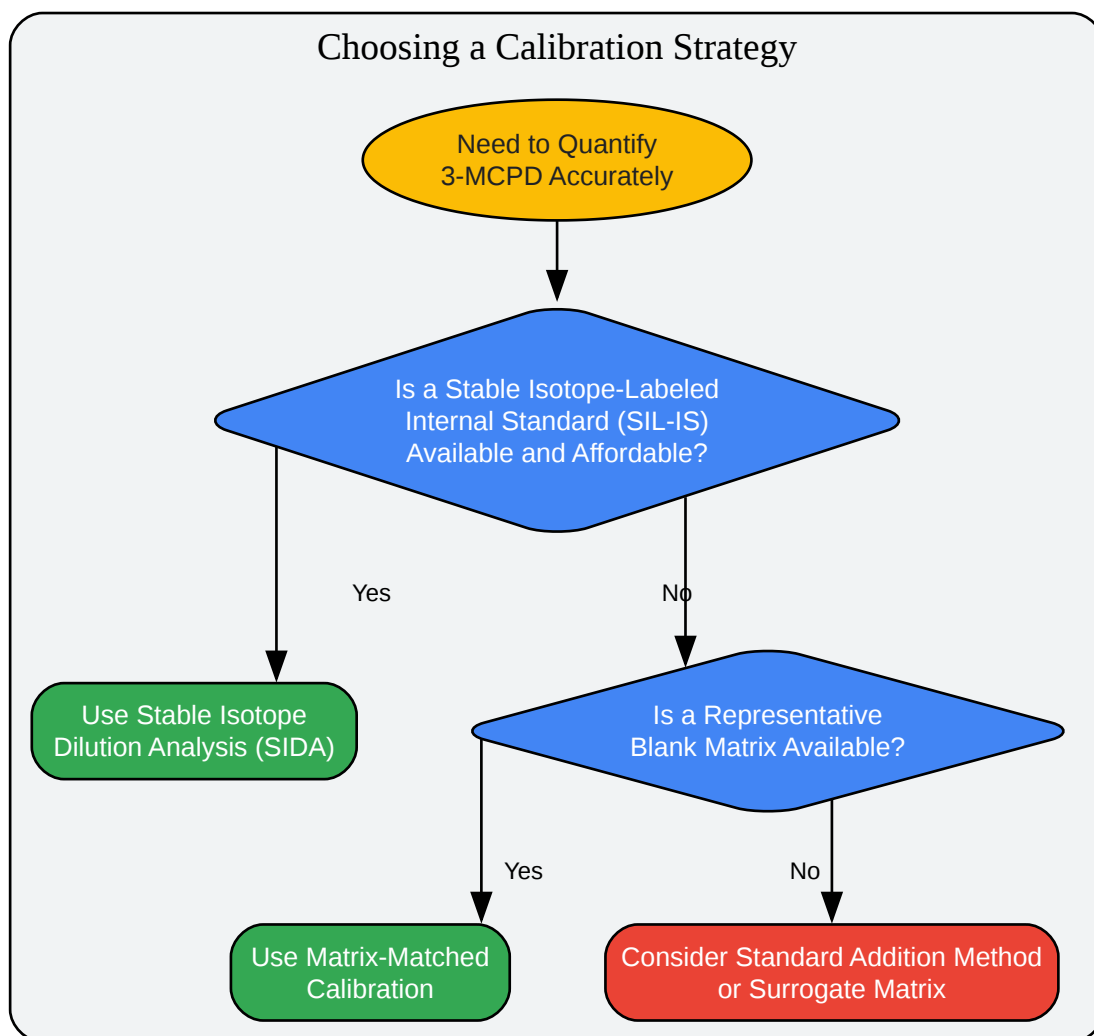 Choosing a Calibration Strategy
Need to Quantify
3-MCPD Accurately
Is a Stable Isotope-Labeled
Internal Standard (SIL-IS)
Available and Affordable?
Yes
No
Use Stable Isotope
Dilution Analysis (SIDA)
Is a Representative
Blank Matrix Available?
Yes
No
Use Matrix-Matched
Calibration
Consider Standard Addition Method
or Surrogate Matrix